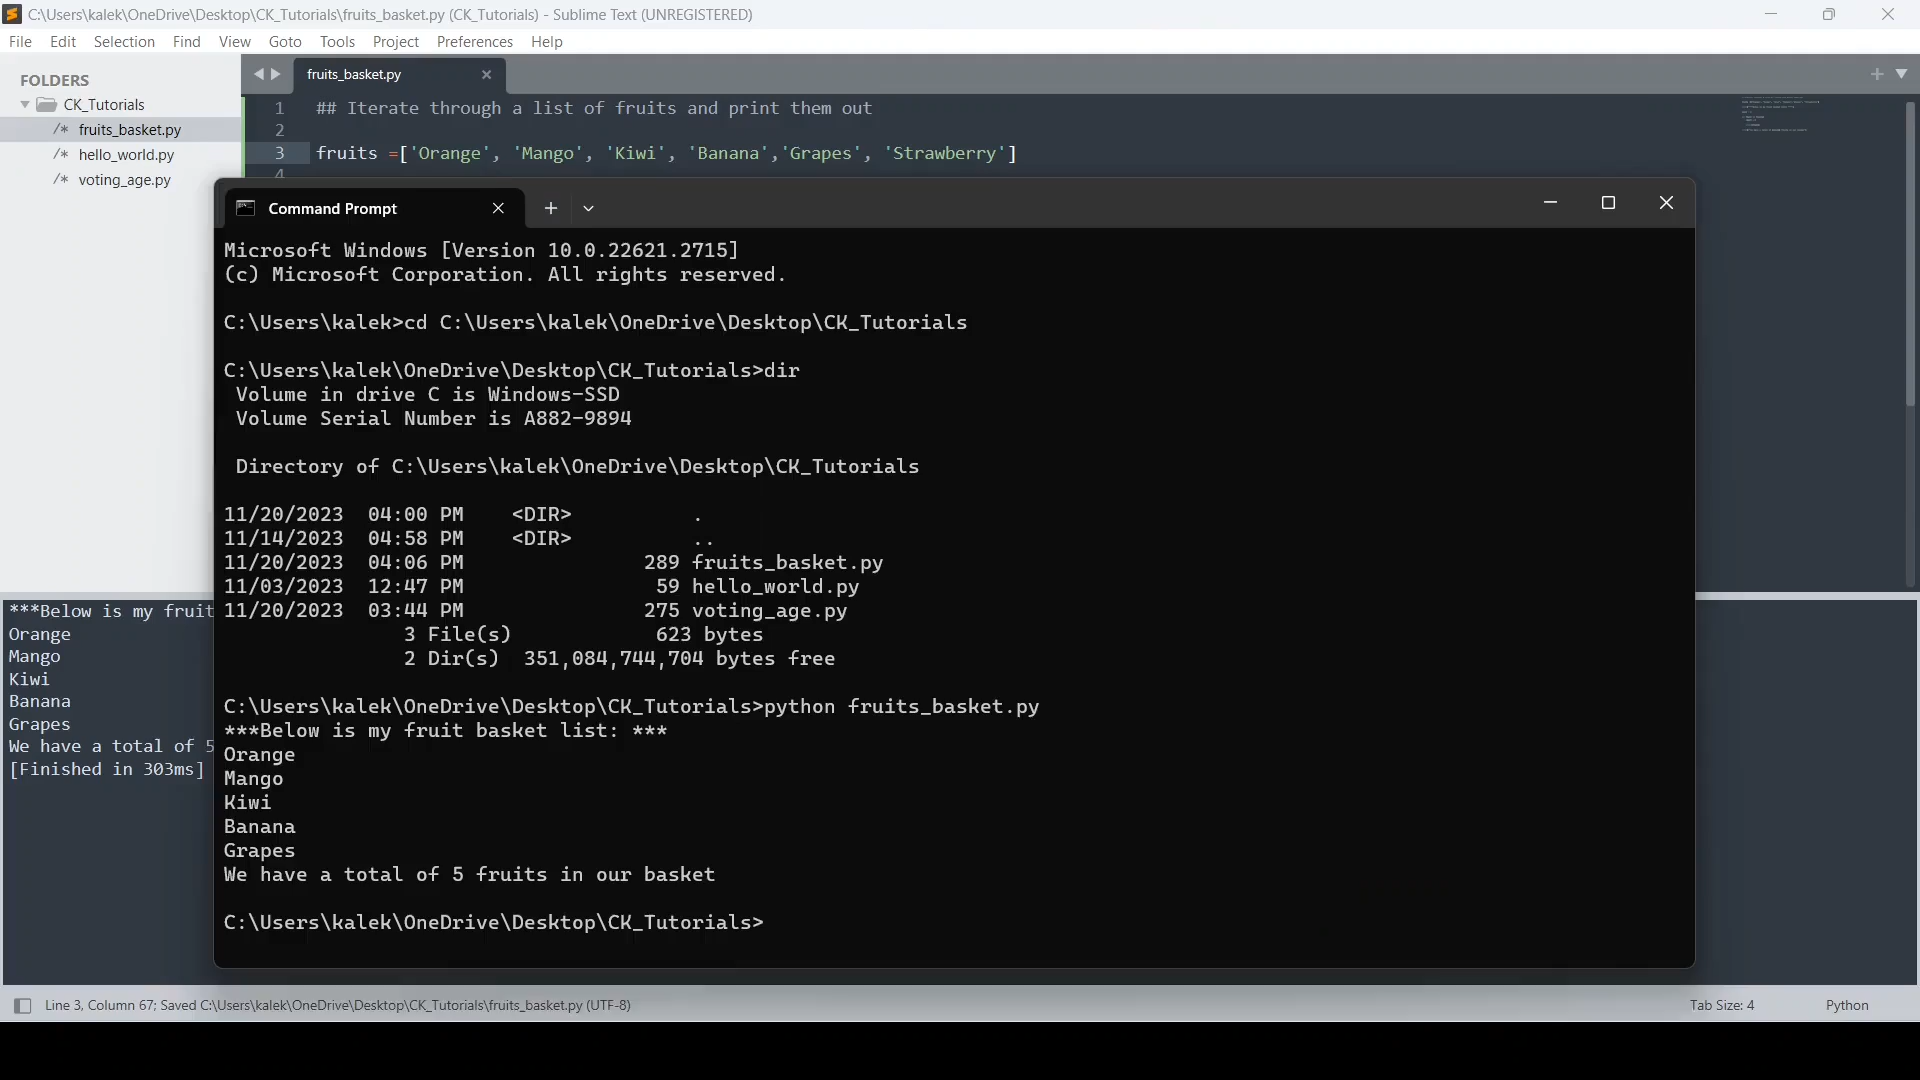 C:\Users\kalek\OneDrive\Desktop\CK_Tutorials\fruits_basket.py (CK_Tutorials) - Sublime Text (UNREGISTERED)
File Edit Selection Find View Goto Tools Project Preferences Help
FOLDERS
CK_Tutorials
/* fruits_basket.py
/* hello_world.py
/* voting_age.py
fruits_basket.py
1 ## Iterate through a list of fruits and print them out
2
3 fruits =['Orange', 'Mango', 'Kiwi', 'Banana','Grapes', 'Strawberry']
4
Command Prompt
Microsoft Windows [Version 10.0.22621.2715]
(c) Microsoft Corporation. All rights reserved.
C:\Users\kalek>cd C:\Users\kalek\OneDrive\Desktop\CK_Tutorials
C:\Users\kalek\OneDrive\Desktop\CK_Tutorials>dir
Volume in drive C is Windows-SSD
Volume Serial Number is A882-9894
Directory of C:\Users\kalek\OneDrive\Desktop\CK_Tutorials
11/20/2023 04:00 PM <DIR> .
11/14/2023 04:58 PM <DIR> ..
11/20/2023 04:06 PM 289 fruits_basket.py
11/03/2023 12:47 PM 59 hello_world.py
11/20/2023 03:44 PM 275 voting_age.py
3 File(s) 623 bytes
2 Dir(s) 351,084,744,704 bytes free
C:\Users\kalek\OneDrive\Desktop\CK_Tutorials>python fruits_basket.py
***Below is my fruit basket list: ***
Orange
Mango
Kiwi
Banana
Grapes
We have a total of 5 fruits in our basket
C:\Users\kalek\OneDrive\Desktop\CK_Tutorials>
***Below is my fruit
Orange
Mango
Kiwi
Banana
Grapes
We have a total of 5
[Finished in 303ms]
Line 3, Column 67; Saved C:\Users\kalek\OneDrive\Desktop\CK_Tutorials\fruits_basket.py (UTF-8)
Tab Size: 4
Python